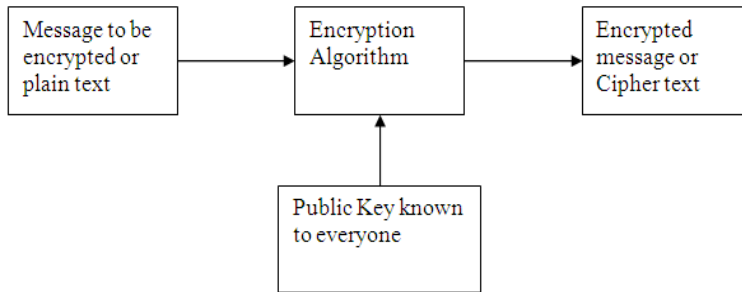 Message to be
encrypted or
plain text
Encryption
Algorithm
Encrypted
message or
Cipher text
Public Key known
to everyone